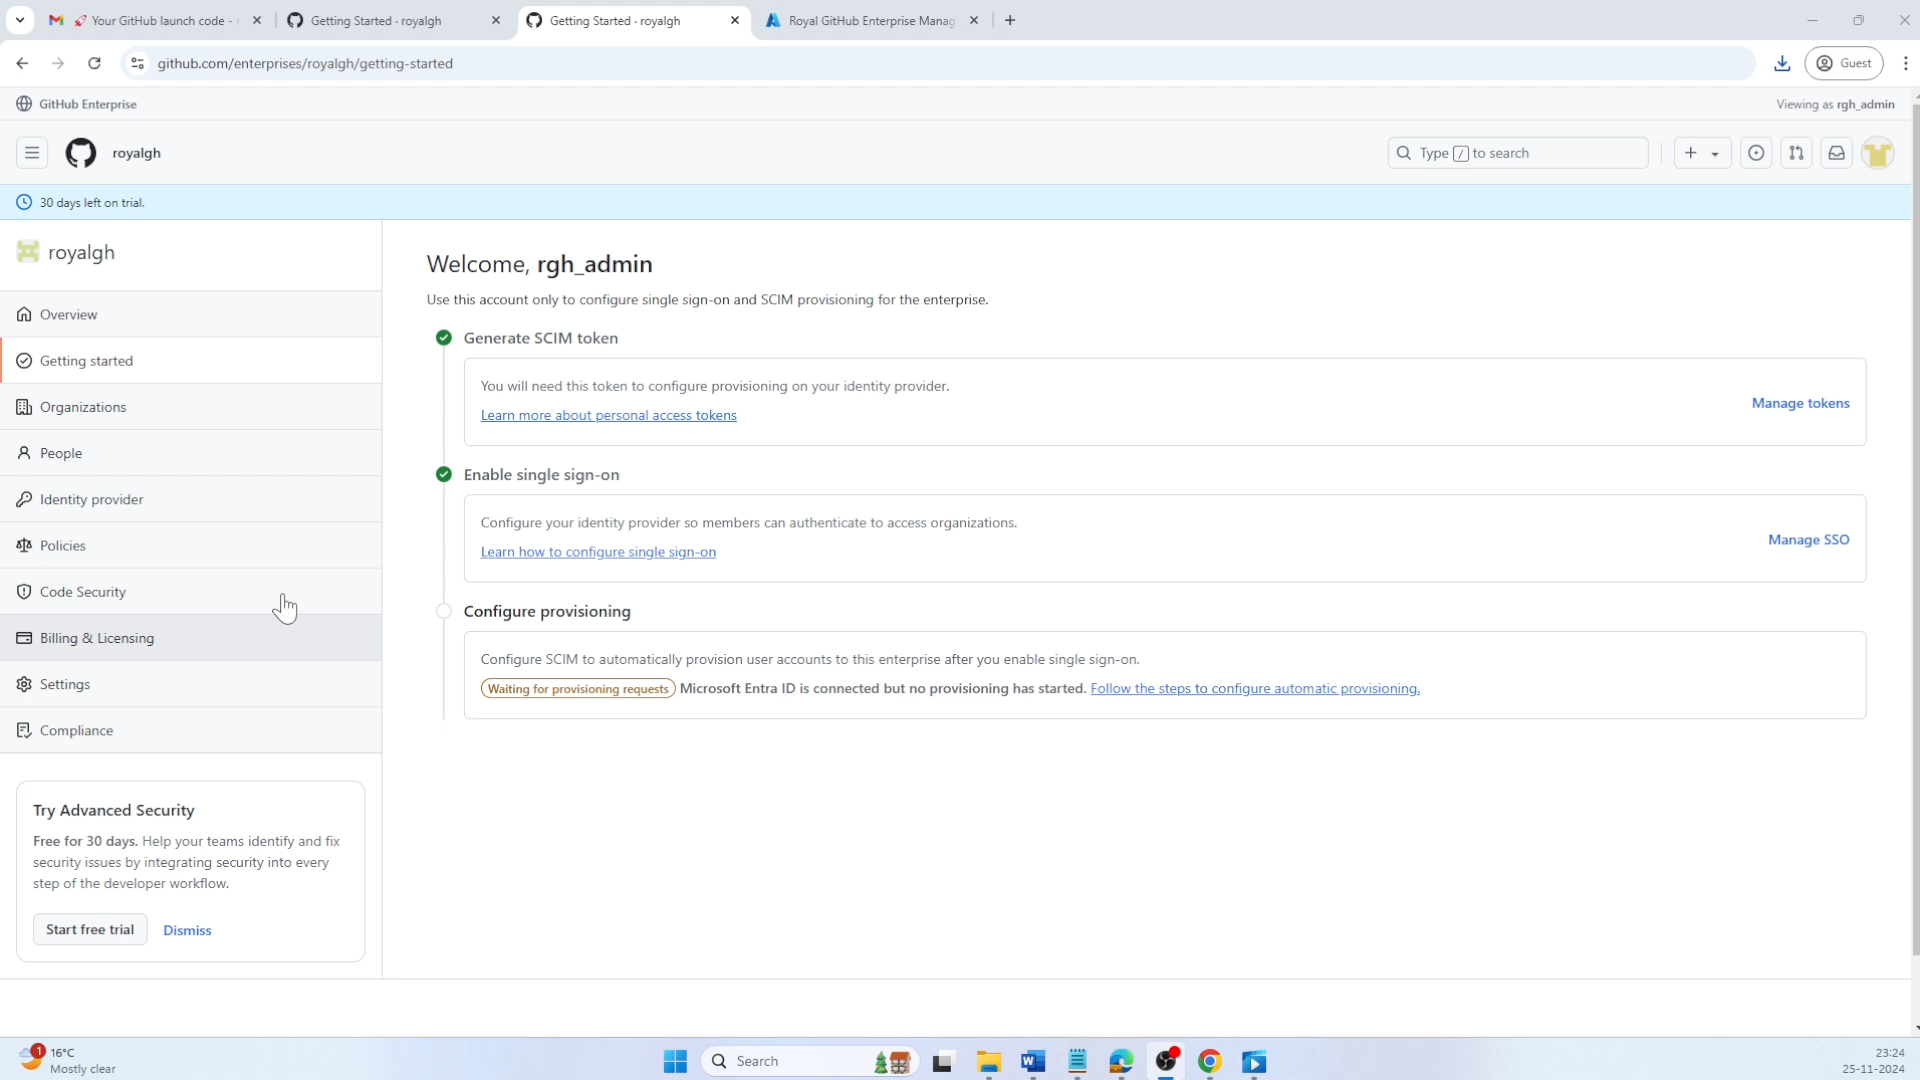 Your GitHub launch code -
Getting Started · royalgh
Getting Started · royalgh
Royal GitHub Enterprise Manag
github.com/enterprises/royalgh/getting-started
Guest
GitHub Enterprise
Viewing as rgh_admin
royalgh
Type / to search
30 days left on trial.
royalgh
Overview
Getting started
Organizations
People
Identity provider
Policies
Code Security
Billing & Licensing
Settings
Compliance
Try Advanced Security
Free for 30 days. Help your teams identify and fix
security issues by integrating security into every
step of the developer workflow.
Start free trial
Dismiss
Welcome, rgh_admin
Use this account only to configure single sign-on and SCIM provisioning for the enterprise.
Generate SCIM token
You will need this token to configure provisioning on your identity provider.
Learn more about personal access tokens
Manage tokens
Enable single sign-on
Configure your identity provider so members can authenticate to access organizations.
Learn how to configure single sign-on
Manage SSO
Configure provisioning
Configure SCIM to automatically provision user accounts to this enterprise after you enable single sign-on.
Waiting for provisioning requests Microsoft Entra ID is connected but no provisioning has started. Follow the steps to configure automatic provisioning.
1
16°C
Mostly clear
Search
23:24
25-11-2024